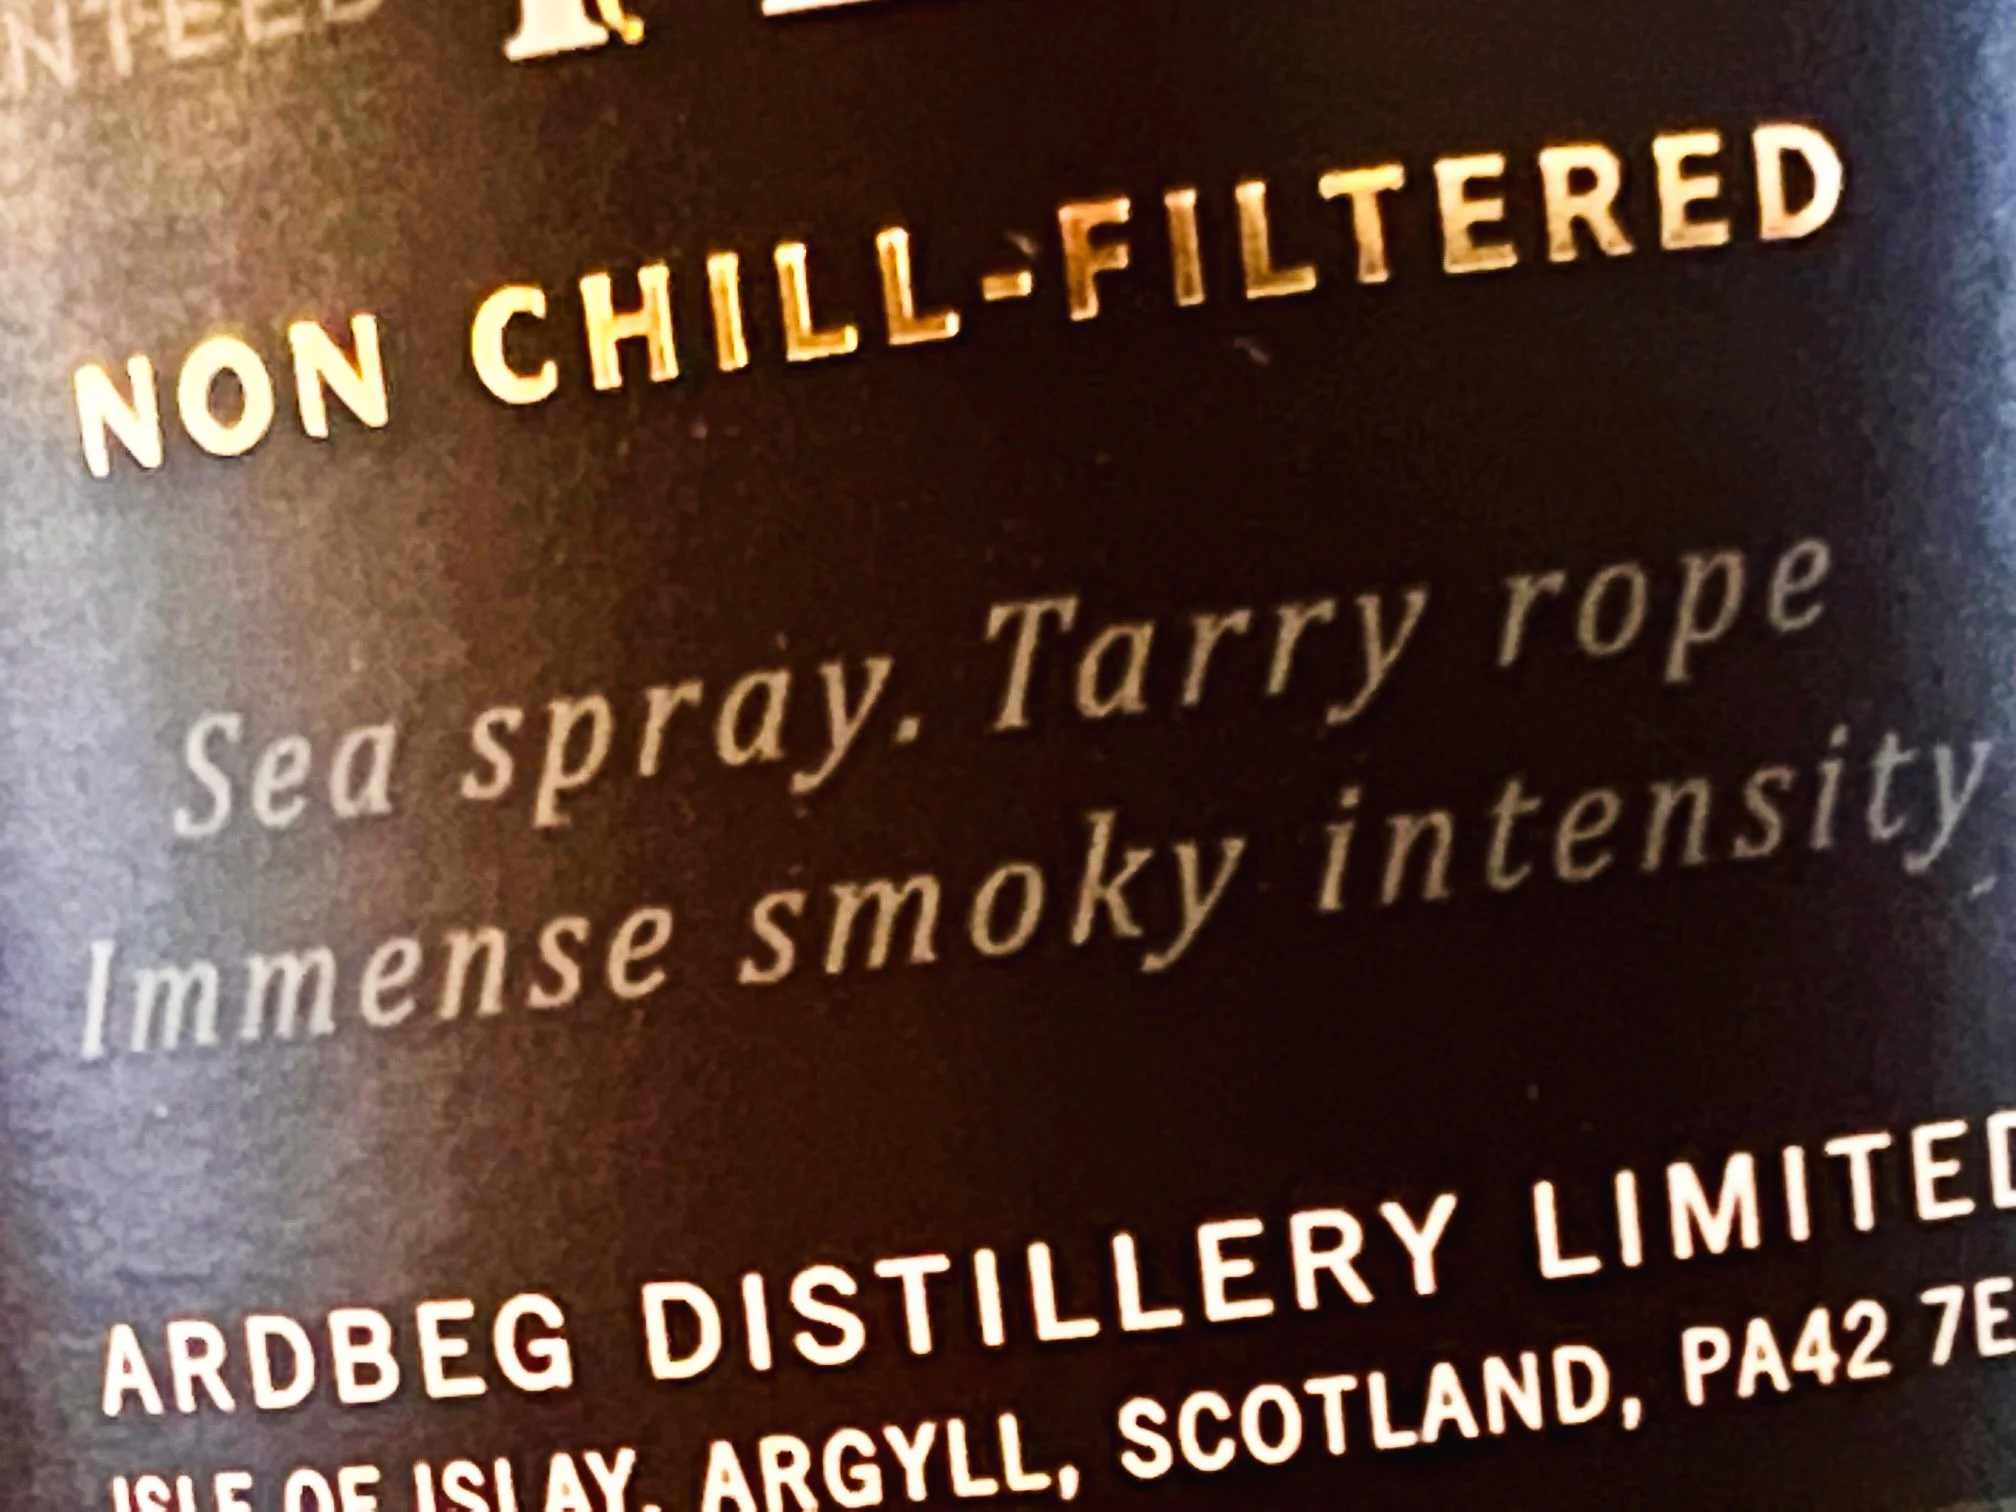 NON CHILL-FILTERED
Sea spray. Tarry rope
Immense smoky intensity.
ARDBEG DISTILLERY LIMITED
ISLE OF ISLAY, ARGYLL, SCOTLAND, PA42 7E